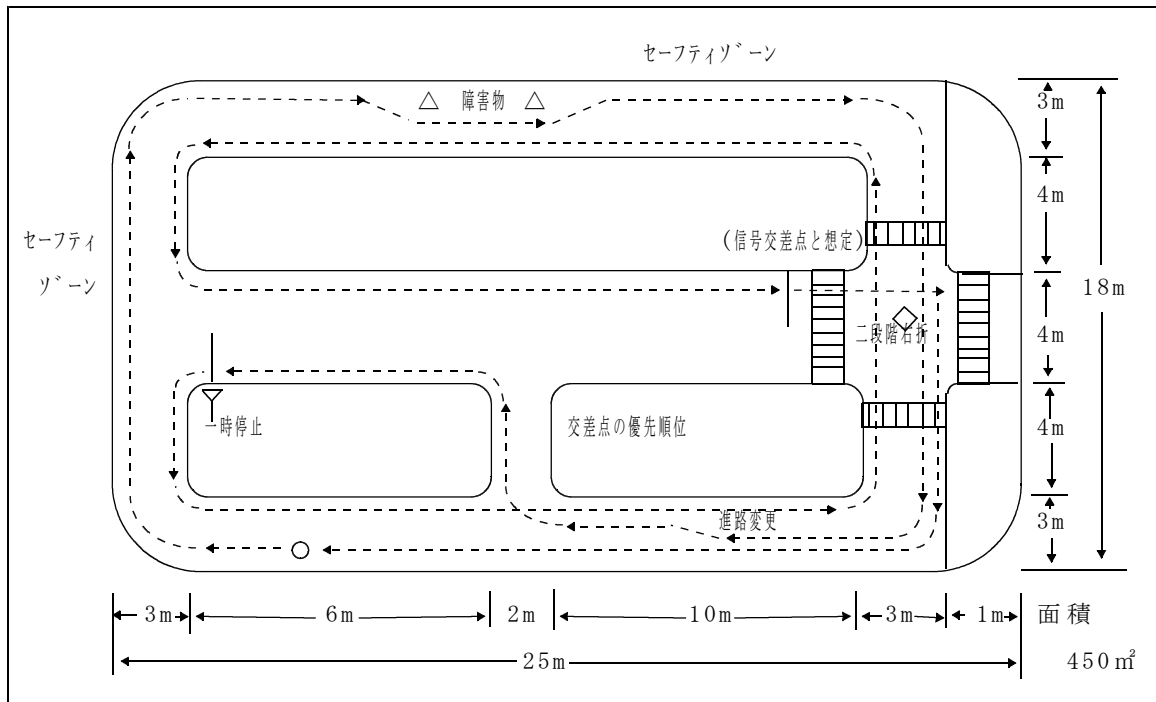 セーフティゾーン
△ 障害物 △
3m
4m
セーフティ
ゾーン
(信号交差点と想定)
18m
二段階右折
4m
一時停止
交差点の優先順位
4m
進路変更
3m
3m
6m
2m
10m
3m
1m
面積
25m
450㎡